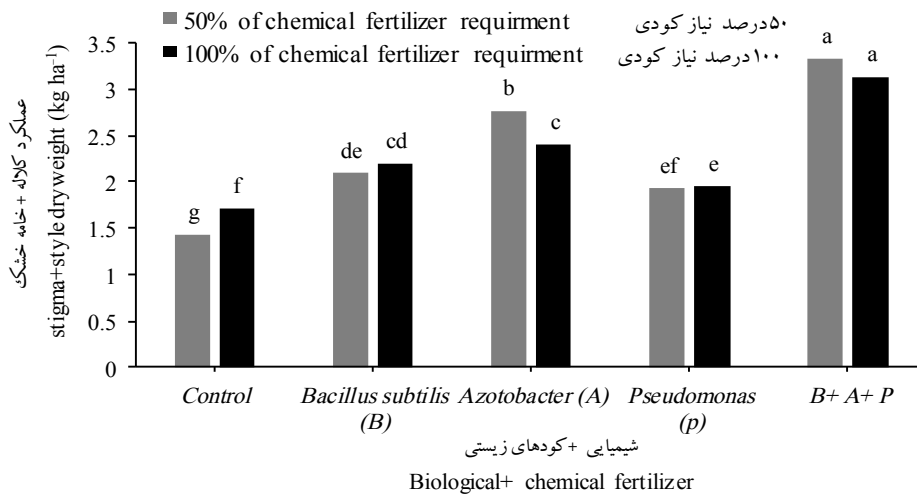 50% of chemical fertilizer requirment ۵۰درصد نیاز کودی
100% of chemical fertilizer requirment ۱۰۰درصد نیاز کودی
عملکرد کلاله +خامه خشک
stigma+style dryweight (kg ha⁻¹)
3.5
3
2.5
2
1.5
1
0.5
0
g f de cd b c ef e a a
Control Bacillus subtilis (B) Azotobacter (A) Pseudomonas (p) B+ A+ P
شیمیایی +کودهای زیستی
Biological+ chemical fertilizer